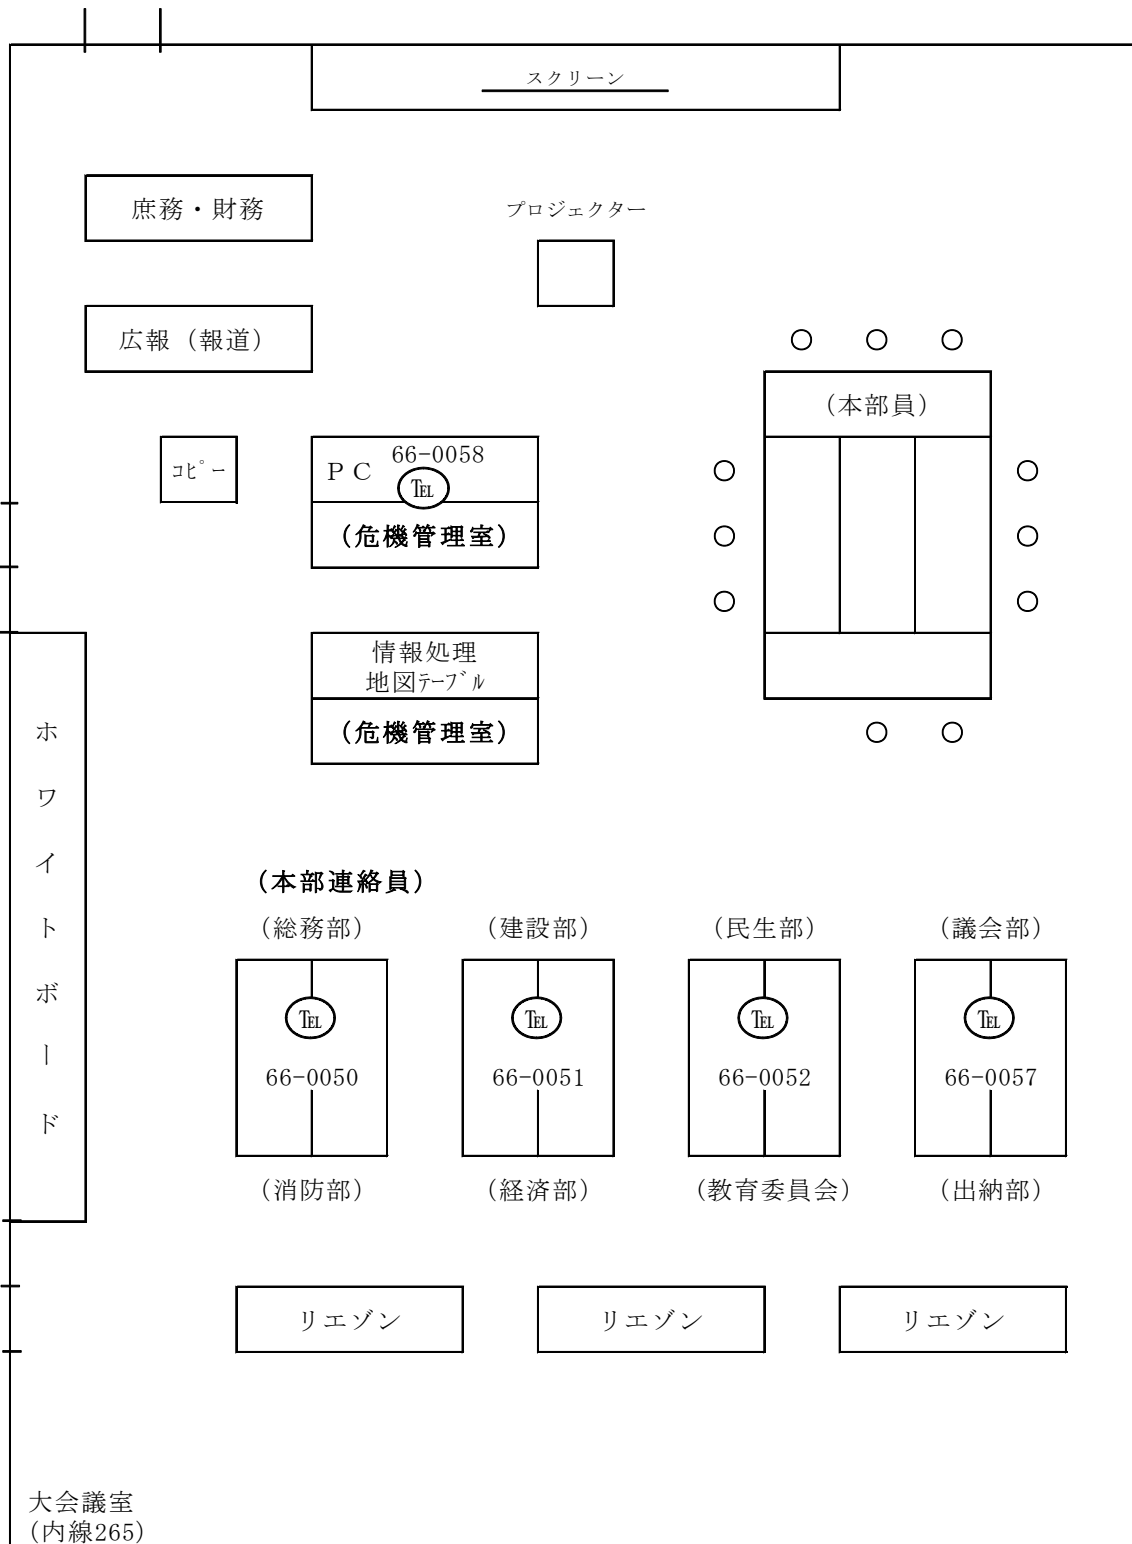 スクリーン
庶務・財務
プロジェクター
広報（報道）
（本部員）
コピー
66-0058
ＰＣ
TEL
（危機管理室）
情報処理
地図テーブル
（危機管理室）
ホワイトボード
（本部連絡員）
（総務部） （建設部） （民生部） （議会部）
TEL TEL TEL TEL
66-0050 66-0051 66-0052 66-0057
（消防部） （経済部） （教育委員会） （出納部）
リエゾン リエゾン リエゾン
大会議室
（内線265）